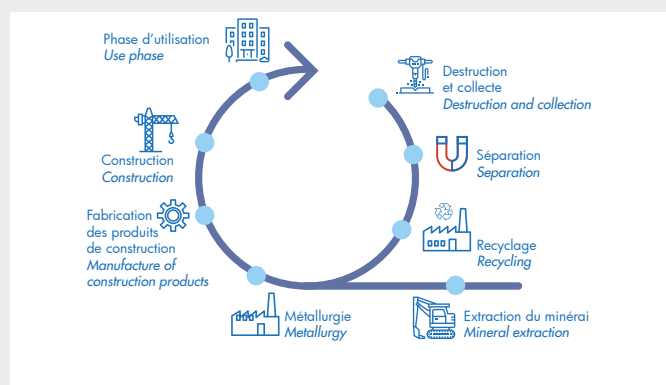 Phase d'utilisation
Use phase
Destruction
et collecte
Destruction and collection
Construction
Construction
Séparation
Separation
Fabrication
des produits
de construction
Manufacture of
construction products
Recyclage
Recycling
Métallurgie
Metallurgy
Extraction du minérai
Mineral extraction